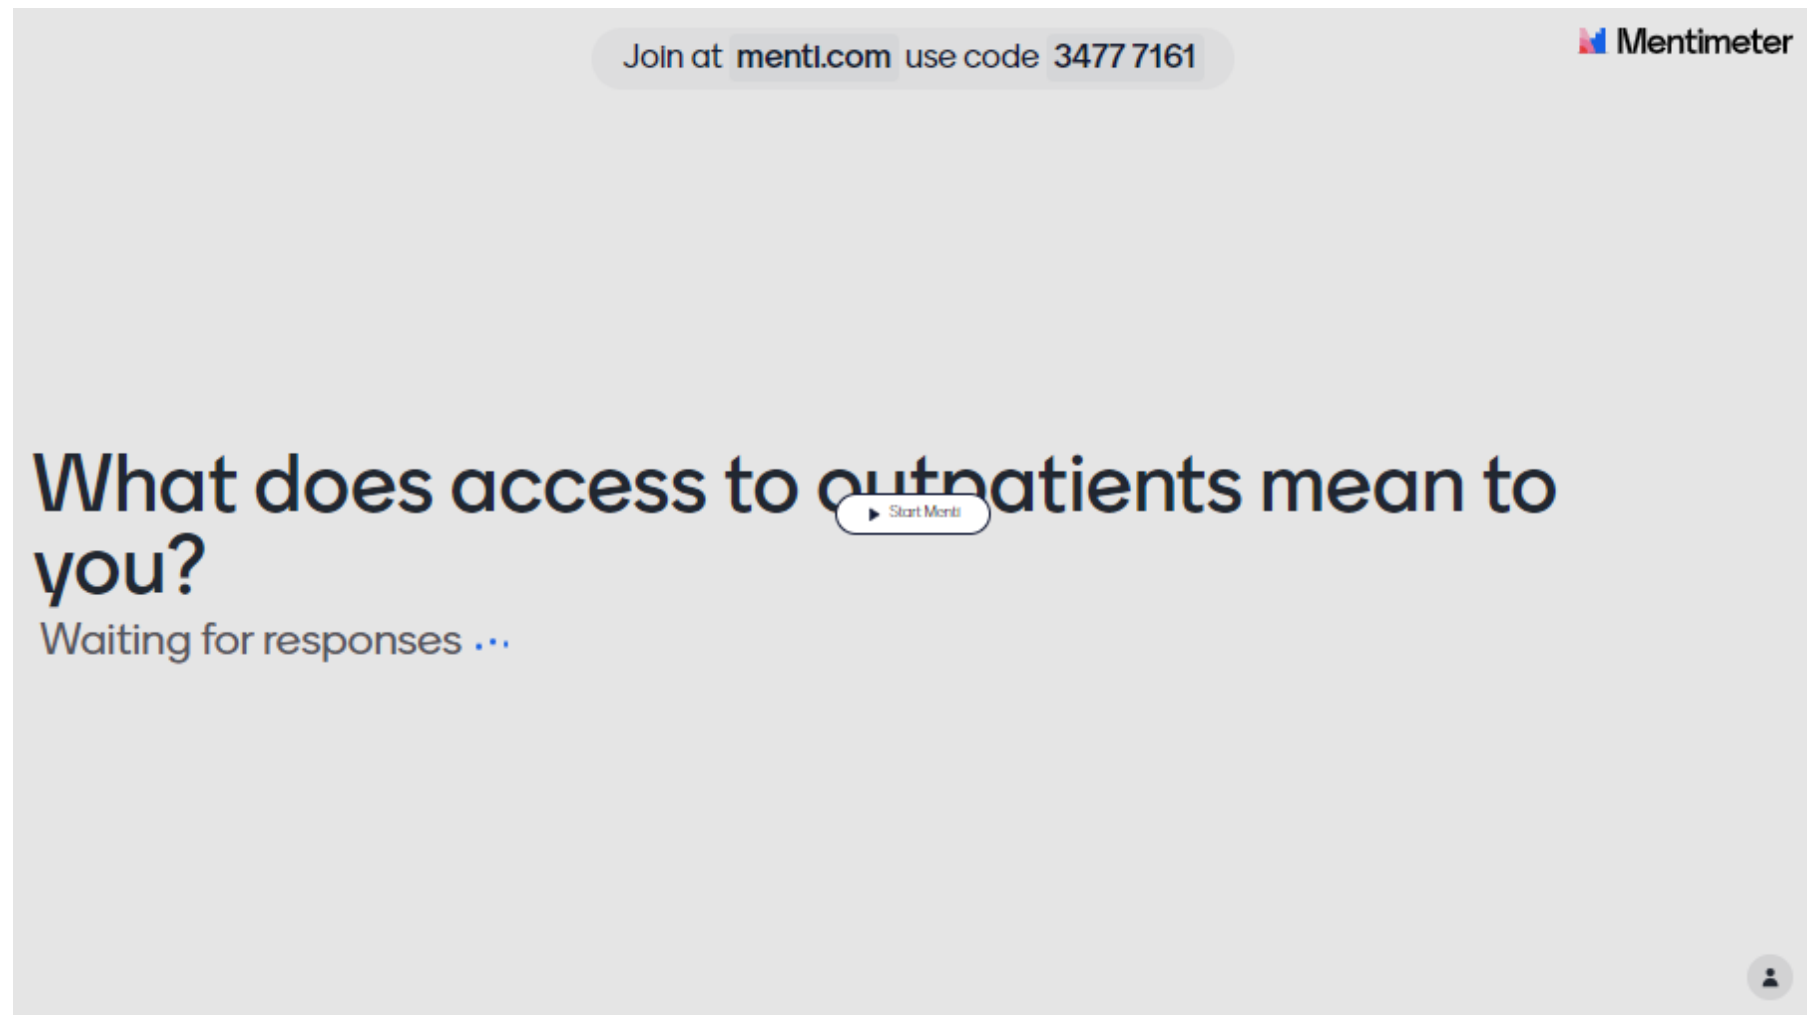 Join at menti.com use code 3477 7161
Mentimeter
What does access to outpatients mean to
you?
Start Menti
Waiting for responses